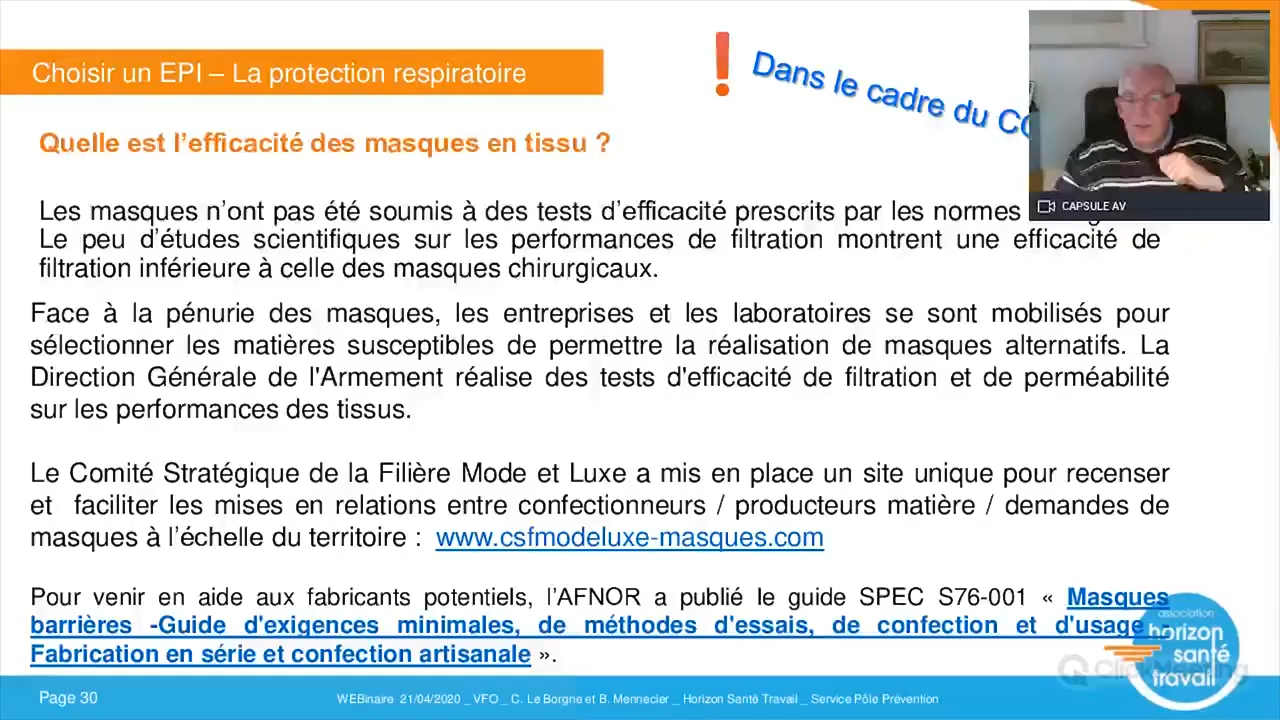 Choisir un EPI – La protection respiratoire
! Dans le cadre du
CAPSULE AV
Quelle est l’efficacité des masques en tissu ?
Les masques n’ont pas été soumis à des tests d’efficacité prescrits par les normes
Le peu d’études scientifiques sur les performances de filtration montrent une efficacité de
filtration inférieure à celle des masques chirurgicaux.
Face à la pénurie des masques, les entreprises et les laboratoires se sont mobilisés pour
sélectionner les matières susceptibles de permettre la réalisation de masques alternatifs. La
Direction Générale de l'Armement réalise des tests d'efficacité de filtration et de perméabilité
sur les performances des tissus.
Le Comité Stratégique de la Filière Mode et Luxe a mis en place un site unique pour recenser
et faciliter les mises en relations entre confectionneurs / producteurs matière / demandes de
masques à l’échelle du territoire : www.csfmodeluxe-masques.com
Pour venir en aide aux fabricants potentiels, l’AFNOR a publié le guide SPEC S76-001 « Masques
barrières -Guide d'exigences minimales, de méthodes d'essais, de confection et d'usage -
Fabrication en série et confection artisanale ».
association
horizon
santé
travail
ClickMeeting
Page 30
WEBinaire 21/04/2020 _ VFO _ C. Le Borgne et B. Mennecier _ Horizon Santé Travail _ Service Pôle Prévention